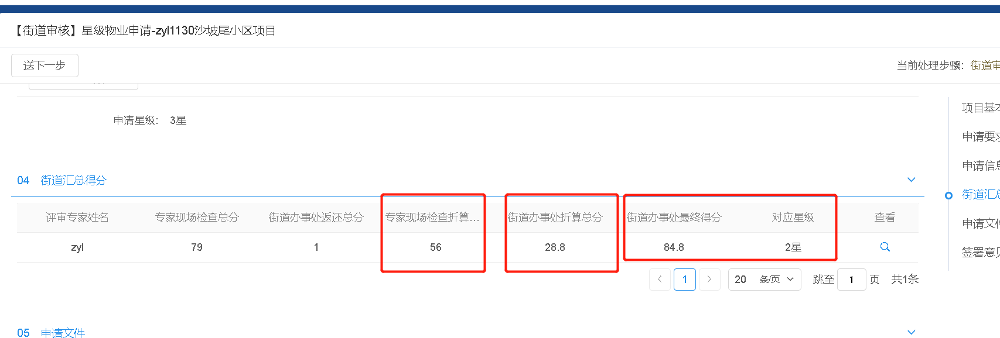 【街道审核】星级物业申请-zyl1130沙坡尾小区项目
送下一步
当前处理步骤：街道审
申请星级： 3星
项目基本
申请要求
申请信息
04 街道汇总得分
街道汇总
评审专家姓名 专家现场检查总分 街道办事处返还总分 专家现场检查折算... 街道办事处折算总分 街道办事处最终得分 对应星级 查看
申请文件
zyl 79 1 56 28.8 84.8 2星
签署意见
1 20 条/页 跳至 1 页 共1条
05 申请文件